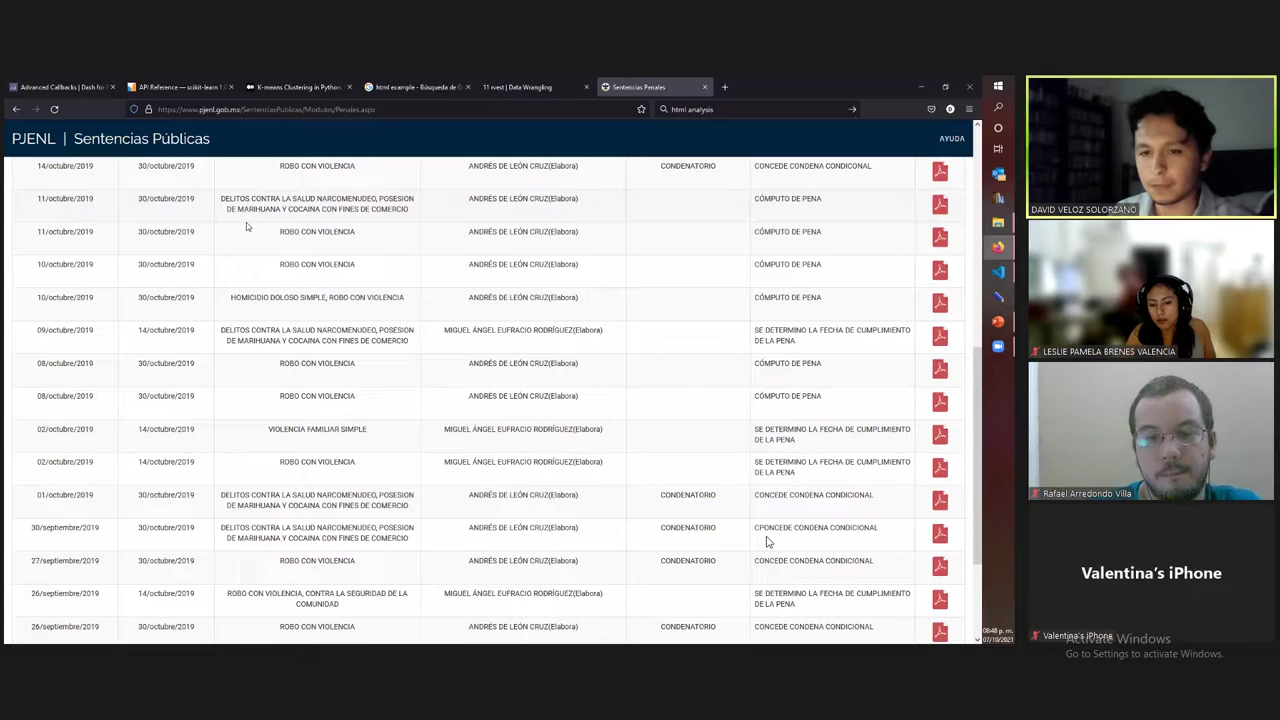 Advanced Callbacks | Dash for F
API Reference — scikit-learn 1.0
K-means Clustering in Python:
html example - Búsqueda de G
11 rvest | Data Wrangling
Sentencias Penales
https://www.pjenl.gob.mx/SentenciasPublicas/Modulos/Penales.aspx
html analysis
PJENL | Sentencias Públicas
AYUDA
14/octubre/2019 30/octubre/2019 ROBO CON VIOLENCIA ANDRÉS DE LEÓN CRUZ(Elabora) CONDENATORIO CONCEDE CONDENA CONDICONAL
11/octubre/2019 30/octubre/2019 DELITOS CONTRA LA SALUD NARCOMENUDEO, POSESION ANDRÉS DE LEÓN CRUZ(Elabora) CÓMPUTO DE PENA
DE MARIHUANA Y COCAINA CON FINES DE COMERCIO
11/octubre/2019 30/octubre/2019 ROBO CON VIOLENCIA ANDRÉS DE LEÓN CRUZ(Elabora) CÓMPUTO DE PENA
10/octubre/2019 30/octubre/2019 ROBO CON VIOLENCIA ANDRÉS DE LEÓN CRUZ(Elabora) CÓMPUTO DE PENA
10/octubre/2019 30/octubre/2019 HOMICIDIO DOLOSO SIMPLE, ROBO CON VIOLENCIA ANDRÉS DE LEÓN CRUZ(Elabora) CÓMPUTO DE PENA
09/octubre/2019 14/octubre/2019 DELITOS CONTRA LA SALUD NARCOMENUDEO, POSESION MIGUEL ÁNGEL EUFRACIO RODRÍGUEZ(Elabora) SE DETERMINO LA FECHA DE CUMPLIMIENTO
DE MARIHUANA Y COCAINA CON FINES DE COMERCIO DE LA PENA
08/octubre/2019 30/octubre/2019 ROBO CON VIOLENCIA ANDRÉS DE LEÓN CRUZ(Elabora) CÓMPUTO DE PENA
08/octubre/2019 30/octubre/2019 ROBO CON VIOLENCIA ANDRÉS DE LEÓN CRUZ(Elabora) CÓMPUTO DE PENA
02/octubre/2019 14/octubre/2019 VIOLENCIA FAMILIAR SIMPLE MIGUEL ÁNGEL EUFRACIO RODRÍGUEZ(Elabora) SE DETERMINO LA FECHA DE CUMPLIMIENTO
DE LA PENA
02/octubre/2019 14/octubre/2019 ROBO CON VIOLENCIA MIGUEL ÁNGEL EUFRACIO RODRÍGUEZ(Elabora) SE DETERMINO LA FECHA DE CUMPLIMIENTO
DE LA PENA
01/octubre/2019 30/octubre/2019 DELITOS CONTRA LA SALUD NARCOMENUDEO, POSESION ANDRÉS DE LEÓN CRUZ(Elabora) CONDENATORIO CONCEDE CONDENA CONDICIONAL
DE MARIHUANA Y COCAINA CON FINES DE COMERCIO
30/septiembre/2019 30/octubre/2019 DELITOS CONTRA LA SALUD NARCOMENUDEO, POSESION ANDRÉS DE LEÓN CRUZ(Elabora) CONDENATORIO CPONCEDE CONDENA CONDICIONAL
DE MARIHUANA Y COCAINA CON FINES DE COMERCIO
27/septiembre/2019 30/octubre/2019 ROBO CON VIOLENCIA ANDRÉS DE LEÓN CRUZ(Elabora) CONDENATORIO CONCEDE CONDENA CONDICIONAL
26/septiembre/2019 14/octubre/2019 ROBO CON VIOLENCIA, CONTRA LA SEGURIDAD DE LA MIGUEL ÁNGEL EUFRACIO RODRÍGUEZ(Elabora) SE DETERMINO LA FECHA DE CUMPLIMIENTO
COMUNIDAD DE LA PENA
26/septiembre/2019 30/octubre/2019 ROBO CON VIOLENCIA ANDRÉS DE LEÓN CRUZ(Elabora) CONDENATORIO CONCEDE CONDENA CONDICIONAL
08:48 p. m.
07/10/2021
DAVID VELOZ SOLORZANO
LESLIE PAMELA BRENES VALENCIA
Rafael Arredondo Villa
Valentina's iPhone
Valentina's iPhone
Activate Windows
Go to Settings to activate Windows.